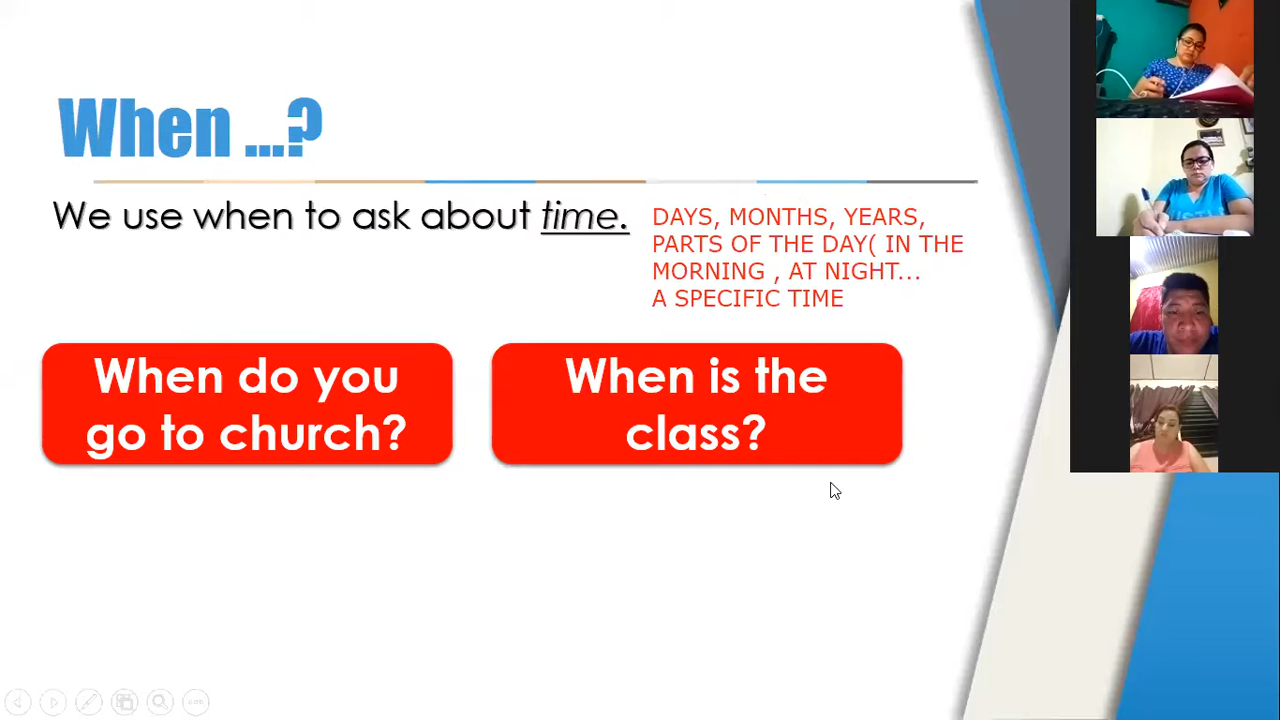 When ...?
We use when to ask about time.
DAYS, MONTHS, YEARS,
PARTS OF THE DAY( IN THE
MORNING , AT NIGHT...
A SPECIFIC TIME
When do you
go to church?
When is the
class?